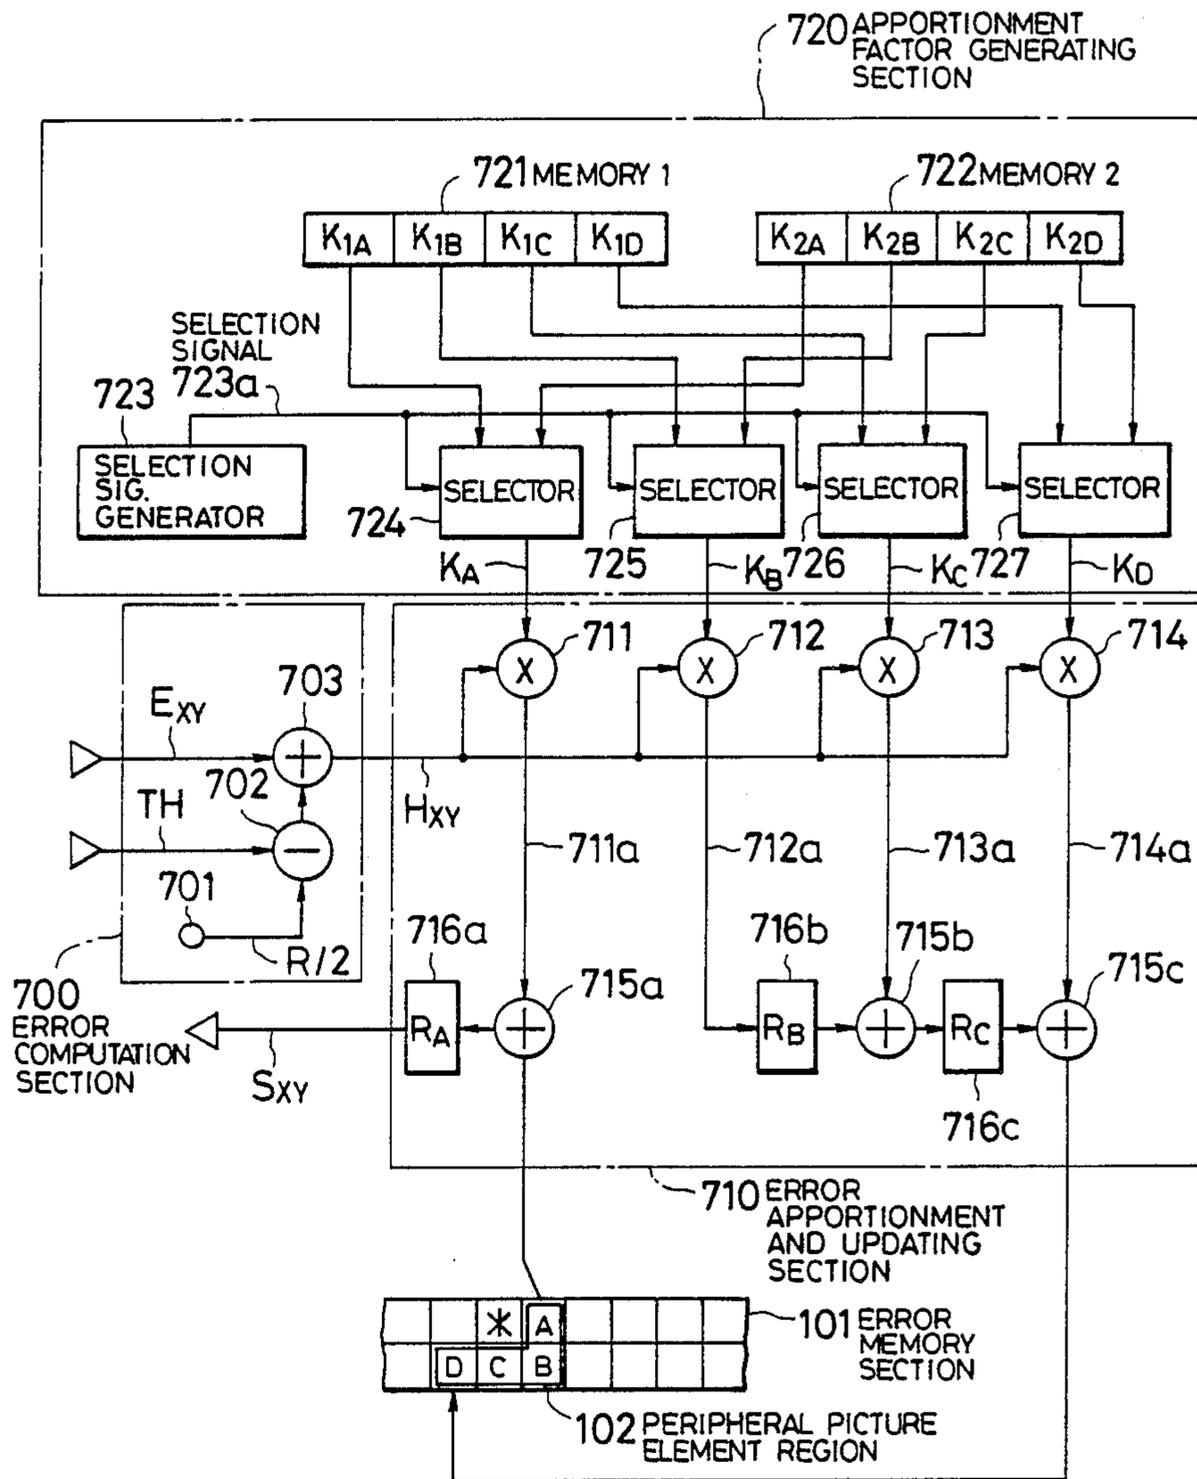 720 APPORTIONMENT
FACTOR GENERATING
SECTION
721 MEMORY 1
722 MEMORY 2
K1A K1B K1C K1D
K2A K2B K2C K2D
SELECTION
SIGNAL
723a
723
SELECTION
SIG.
GENERATOR
SELECTOR
SELECTOR
SELECTOR
SELECTOR
724
725
726
727
KA
KB
KC
KD
711
712
713
714
X
X
X
X
703
EXY
+
702
TH
−
HXY
701
R/2
711a
712a
713a
714a
716a
716b
715b
715c
715a
RA
+
RB
+
RC
+
700
ERROR
COMPUTATION
SECTION
SXY
716c
710 ERROR
APPORTIONMENT
AND UPDATING
SECTION
* A
D C B
101 ERROR
MEMORY
SECTION
102 PERIPHERAL PICTURE
ELEMENT REGION